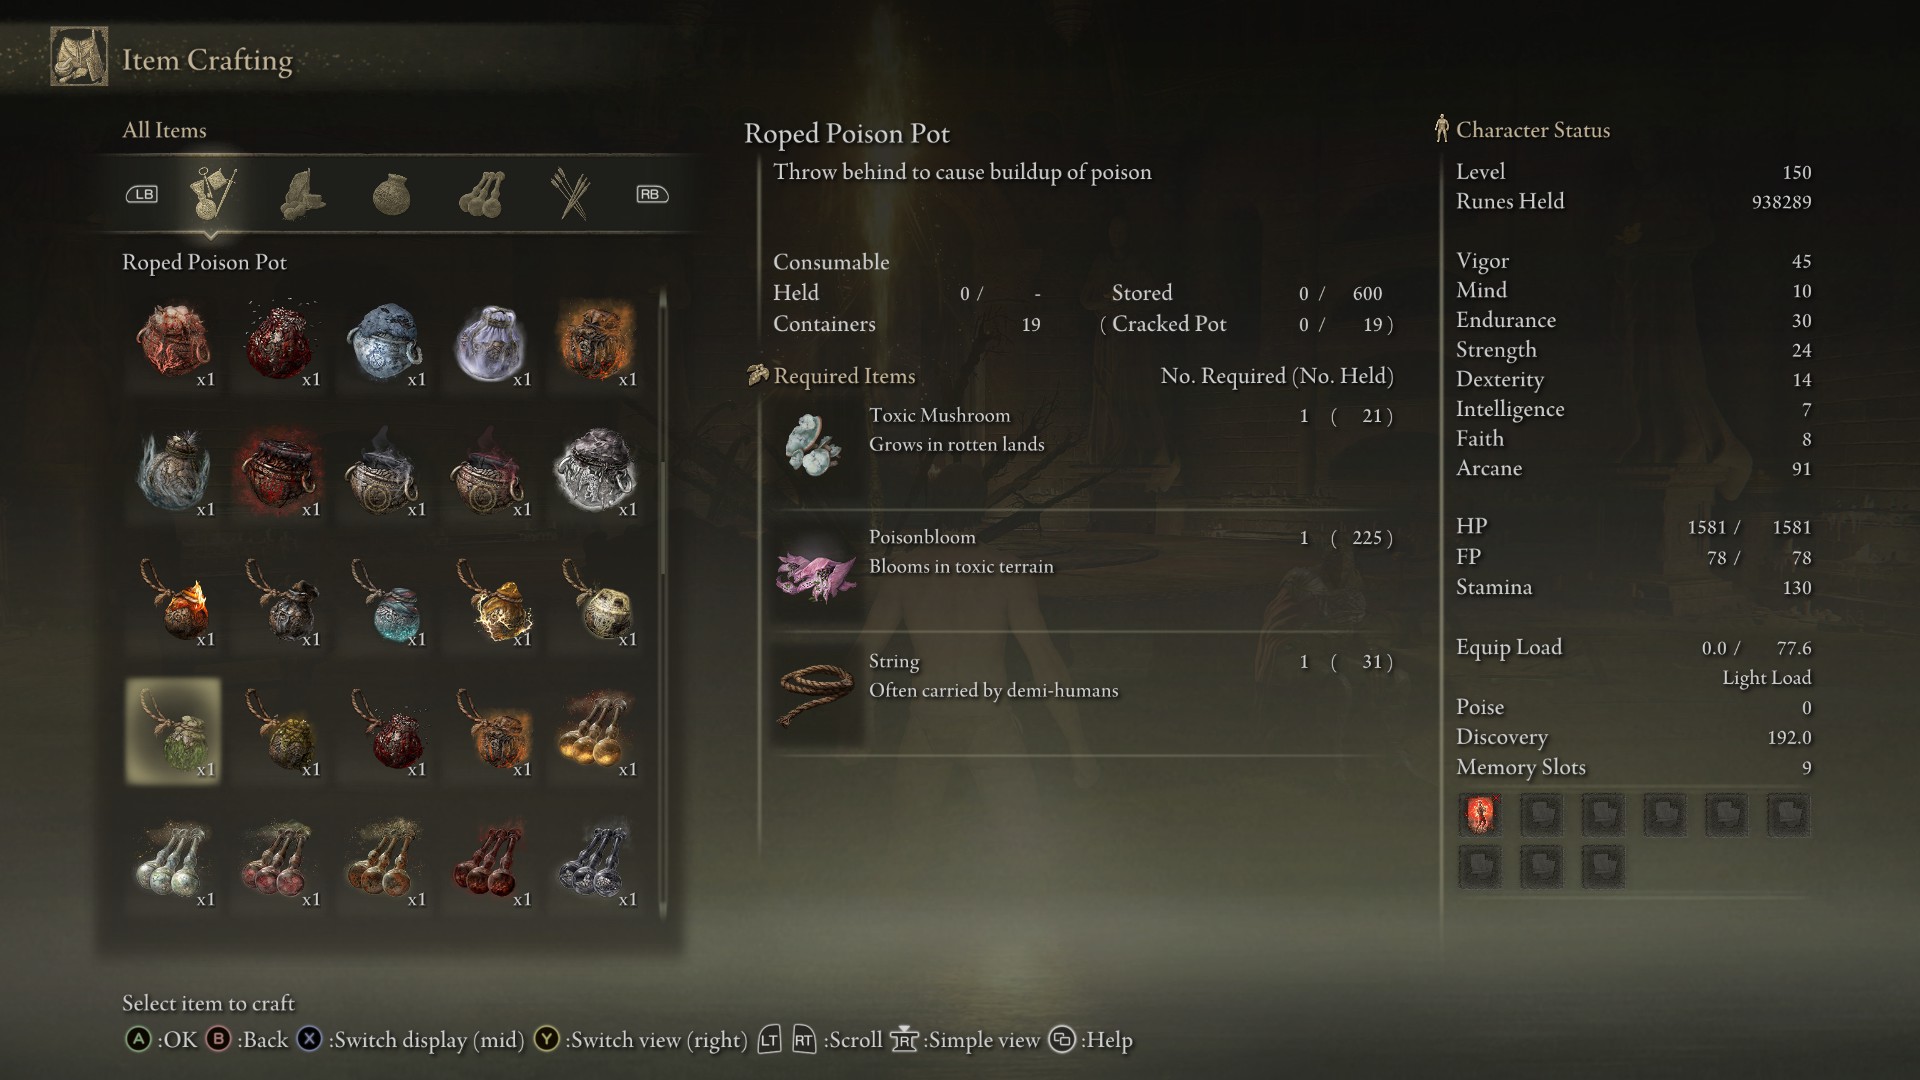 Item Crafting
All Items
LB RB
Roped Poison Pot
x1 x1 x1 x1 x1
x1 x1 x1 x1 x1
x1 x1 x1 x1 x1
x1 x1 x1 x1 x1
x1 x1 x1 x1 x1
Roped Poison Pot
Throw behind to cause buildup of poison
Consumable
Held 0 / - Stored 0 / 600
Containers 19 ( Cracked Pot 0 / 19 )
Required Items No. Required (No. Held)
Toxic Mushroom 1 ( 21 )
Grows in rotten lands
Poisonbloom 1 ( 225 )
Blooms in toxic terrain
String 1 ( 31 )
Often carried by demi-humans
Character Status
Level 150
Runes Held 938289
Vigor 45
Mind 10
Endurance 30
Strength 24
Dexterity 14
Intelligence 7
Faith 8
Arcane 91
HP 1581 / 1581
FP 78 / 78
Stamina 130
Equip Load 0.0 / 77.6
Light Load
Poise 0
Discovery 192.0
Memory Slots 9
Select item to craft
A :OK B :Back X :Switch display (mid) Y :Switch view (right) LT RT :Scroll R :Simple view :Help